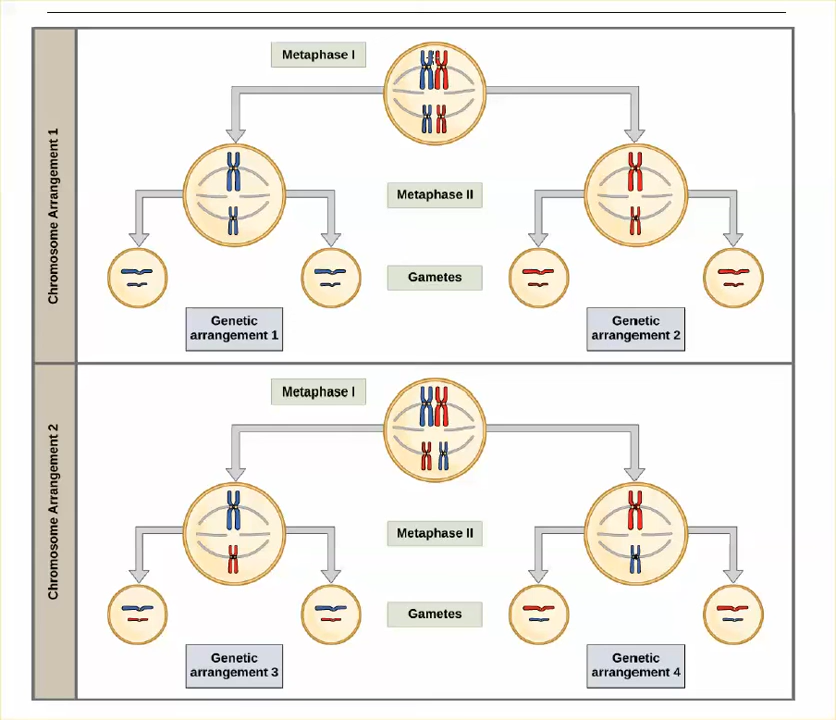 Chromosome Arrangement 1
Metaphase I
Metaphase II
Gametes
Genetic
arrangement 1
Genetic
arrangement 2
Chromosome Arrangement 2
Metaphase I
Metaphase II
Gametes
Genetic
arrangement 3
Genetic
arrangement 4